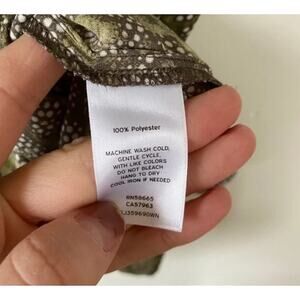 100% Polyester
MACHINE WASH COLD,
GENTLE CYCLE,
WITH LIKE COLORS
DO NOT BLEACH
HANG TO DRY
COOL IRON IF NEEDED
RN58665
CA57963